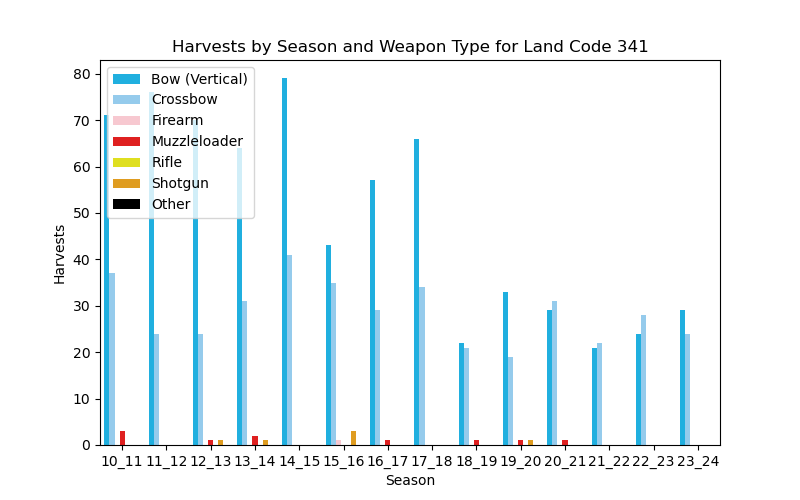 Harvests by Season and Weapon Type for Land Code 341
Bow (Vertical)
Crossbow
Firearm
Muzzleloader
Rifle
Shotgun
Other
80
70
60
50
40
30
20
10
0
Harvests
10_11 11_12 12_13 13_14 14_15 15_16 16_17 17_18 18_19 19_20 20_21 21_22 22_23 23_24
Season